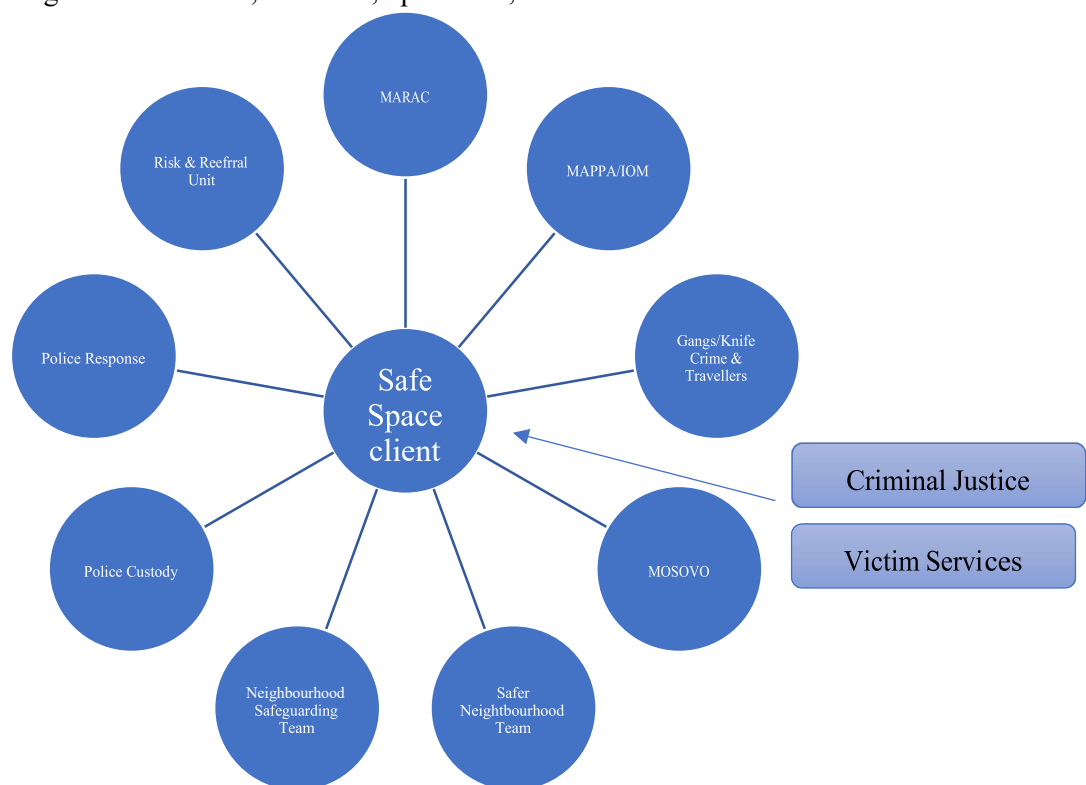 MARAC
Risk & Reefrral
Unit
MAPPA/IOM
Police Response
Gangs/Knife
Crime &
Travellers
Safe
Space
client
Criminal Justice
Victim Services
Police Custody
MOSOVO
Neighbourhood
Safeguarding
Team
Safer
Neightbourhood
Team